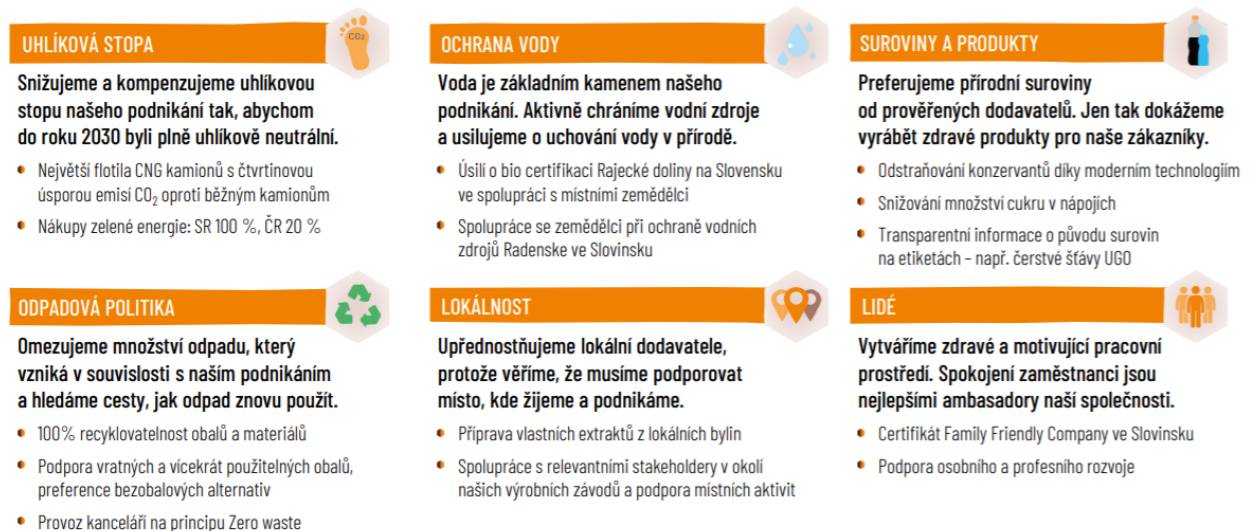 UHLÍKOVÁ STOPA
CO₂
Snižujeme a kompenzujeme uhlíkovou
stopu našeho podnikání tak, abychom
do roku 2030 byli plně uhlíkově neutrální.
Největší flotila CNG kamionů s čtvrtinovou
úsporou emisí CO₂ oproti běžným kamionům
Nákupy zelené energie: SR 100 %, ČR 20 %
OCHRANA VODY
Voda je základním kamenem našeho
podnikání. Aktivně chráníme vodní zdroje
a usilujeme o uchování vody v přírodě.
Úsilí o bio certifikaci Rajecké doliny na Slovensku
ve spolupráci s místními zemědělci
Spolupráce se zemědělci při ochraně vodních
zdrojů Radenske ve Slovinsku
SUROVINY A PRODUKTY
Preferujeme přírodní suroviny
od prověřených dodavatelů. Jen tak dokážeme
vyrábět zdravé produkty pro naše zákazníky.
Odstraňování konzervantů díky moderním technologiím
Snižování množství cukru v nápojích
Transparentní informace o původu surovin
na etiketách – např. čerstvé šťávy UGO
ODPADOVÁ POLITIKA
Omezujeme množství odpadu, který
vzniká v souvislosti s naším podnikáním
a hledáme cesty, jak odpad znovu použít.
100% recyklovatelnost obalů a materiálů
Podpora vratných a vícekrát použitelných obalů,
preference bezobalových alternativ
Provoz kanceláří na principu Zero waste
LOKÁLNOST
Upřednostňujeme lokální dodavatele,
protože věříme, že musíme podporovat
místo, kde žijeme a podnikáme.
Příprava vlastních extraktů z lokálních bylin
Spolupráce s relevantními stakeholdery v okolí
našich výrobních závodů a podpora místních aktivit
LIDÉ
Vytváříme zdravé a motivující pracovní
prostředí. Spokojení zaměstnanci jsou
nejlepšími ambasadory naší společnosti.
Certifikát Family Friendly Company ve Slovinsku
Podpora osobního a profesního rozvoje